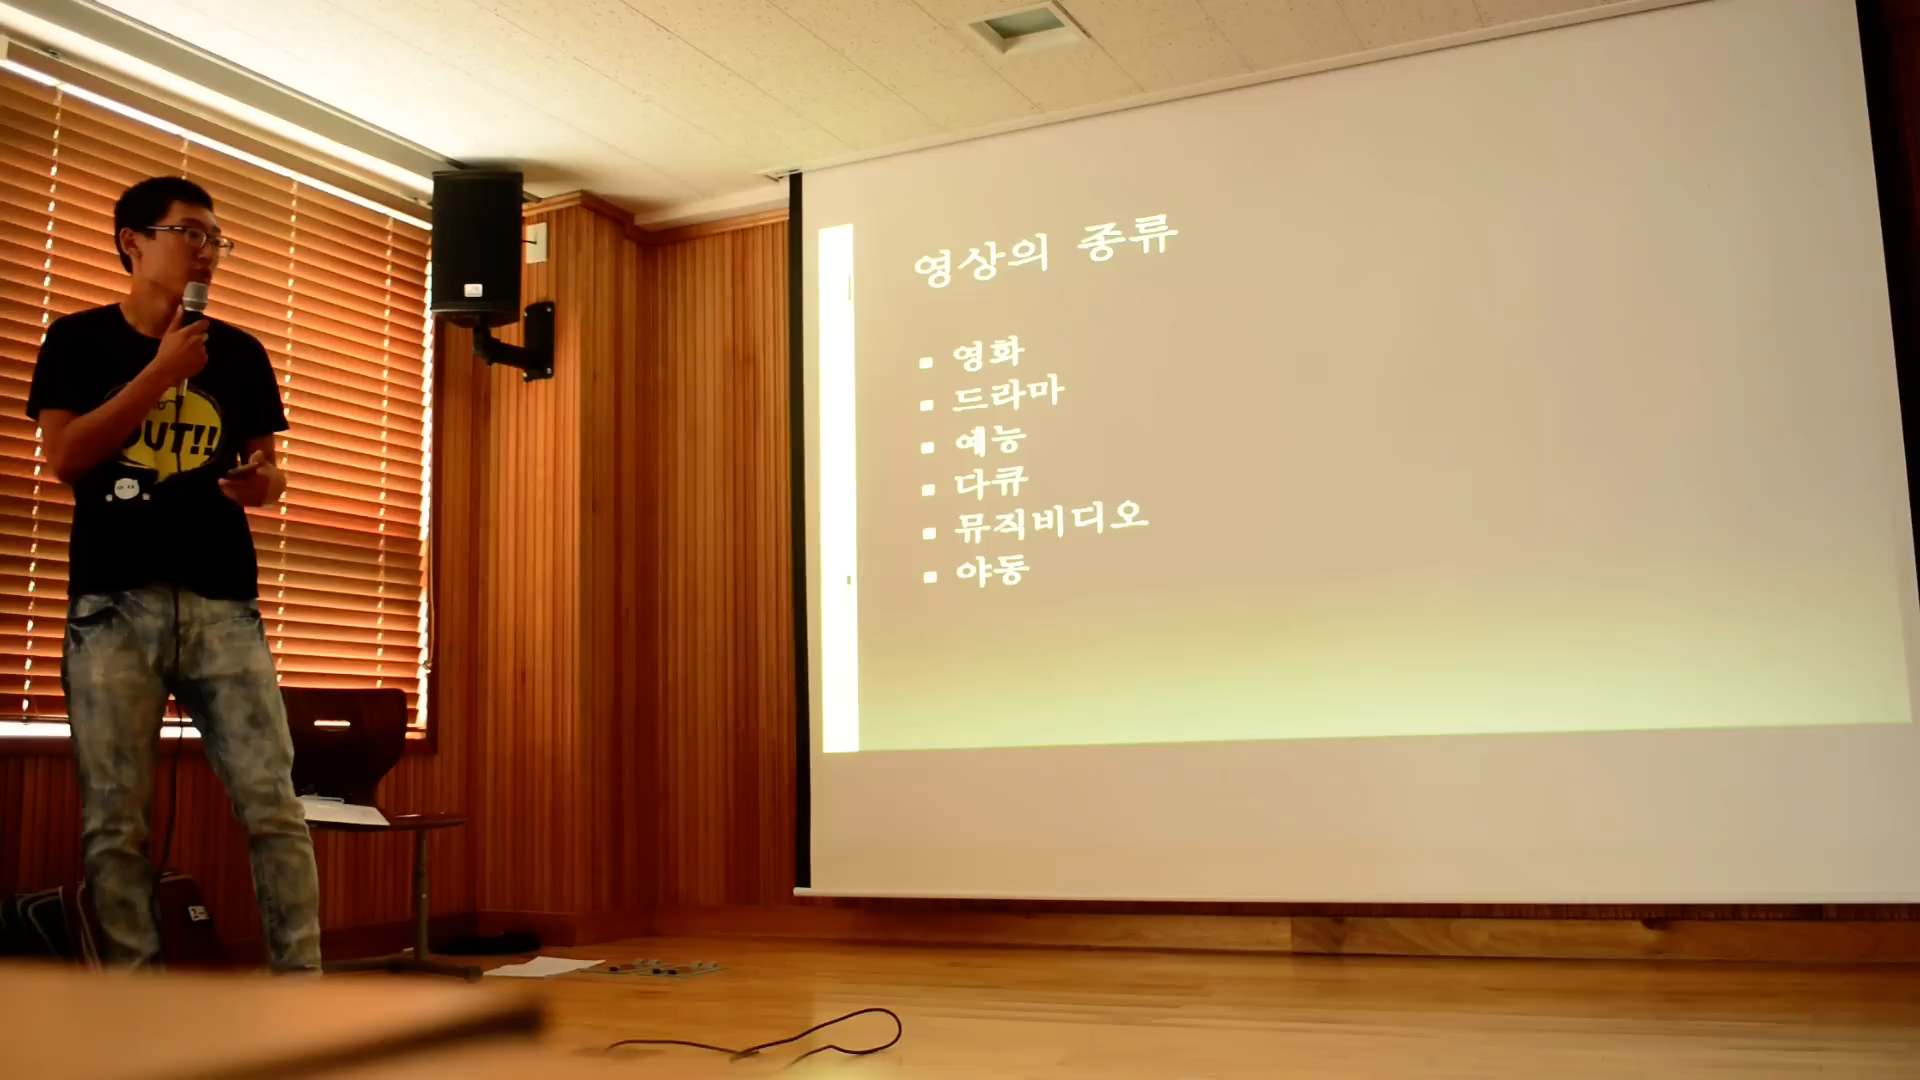 영상의 종류
▪ 영화
▪ 드라마
▪ 예능
▪ 다큐
▪ 뮤직비디오
▪ 야동
OUT!!